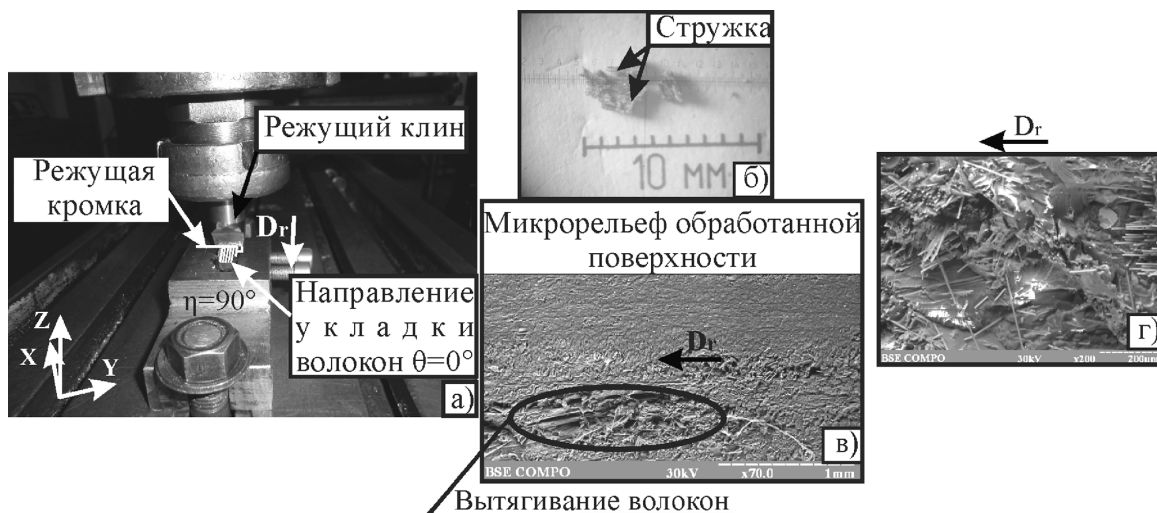 Режущий клин
Режущая
кромка
Dr
η=90°
Направление
укладки
волокон θ=0°
Z
X
Y
а)
Стружка
10 мм
б)
Микрорельеф обработанной
поверхности
Dr
в)
BSE COMPO 30kV x70.0 1mm
Вытягивание волокон
Dr
г)
BSE COMPO 30kV x200 200um